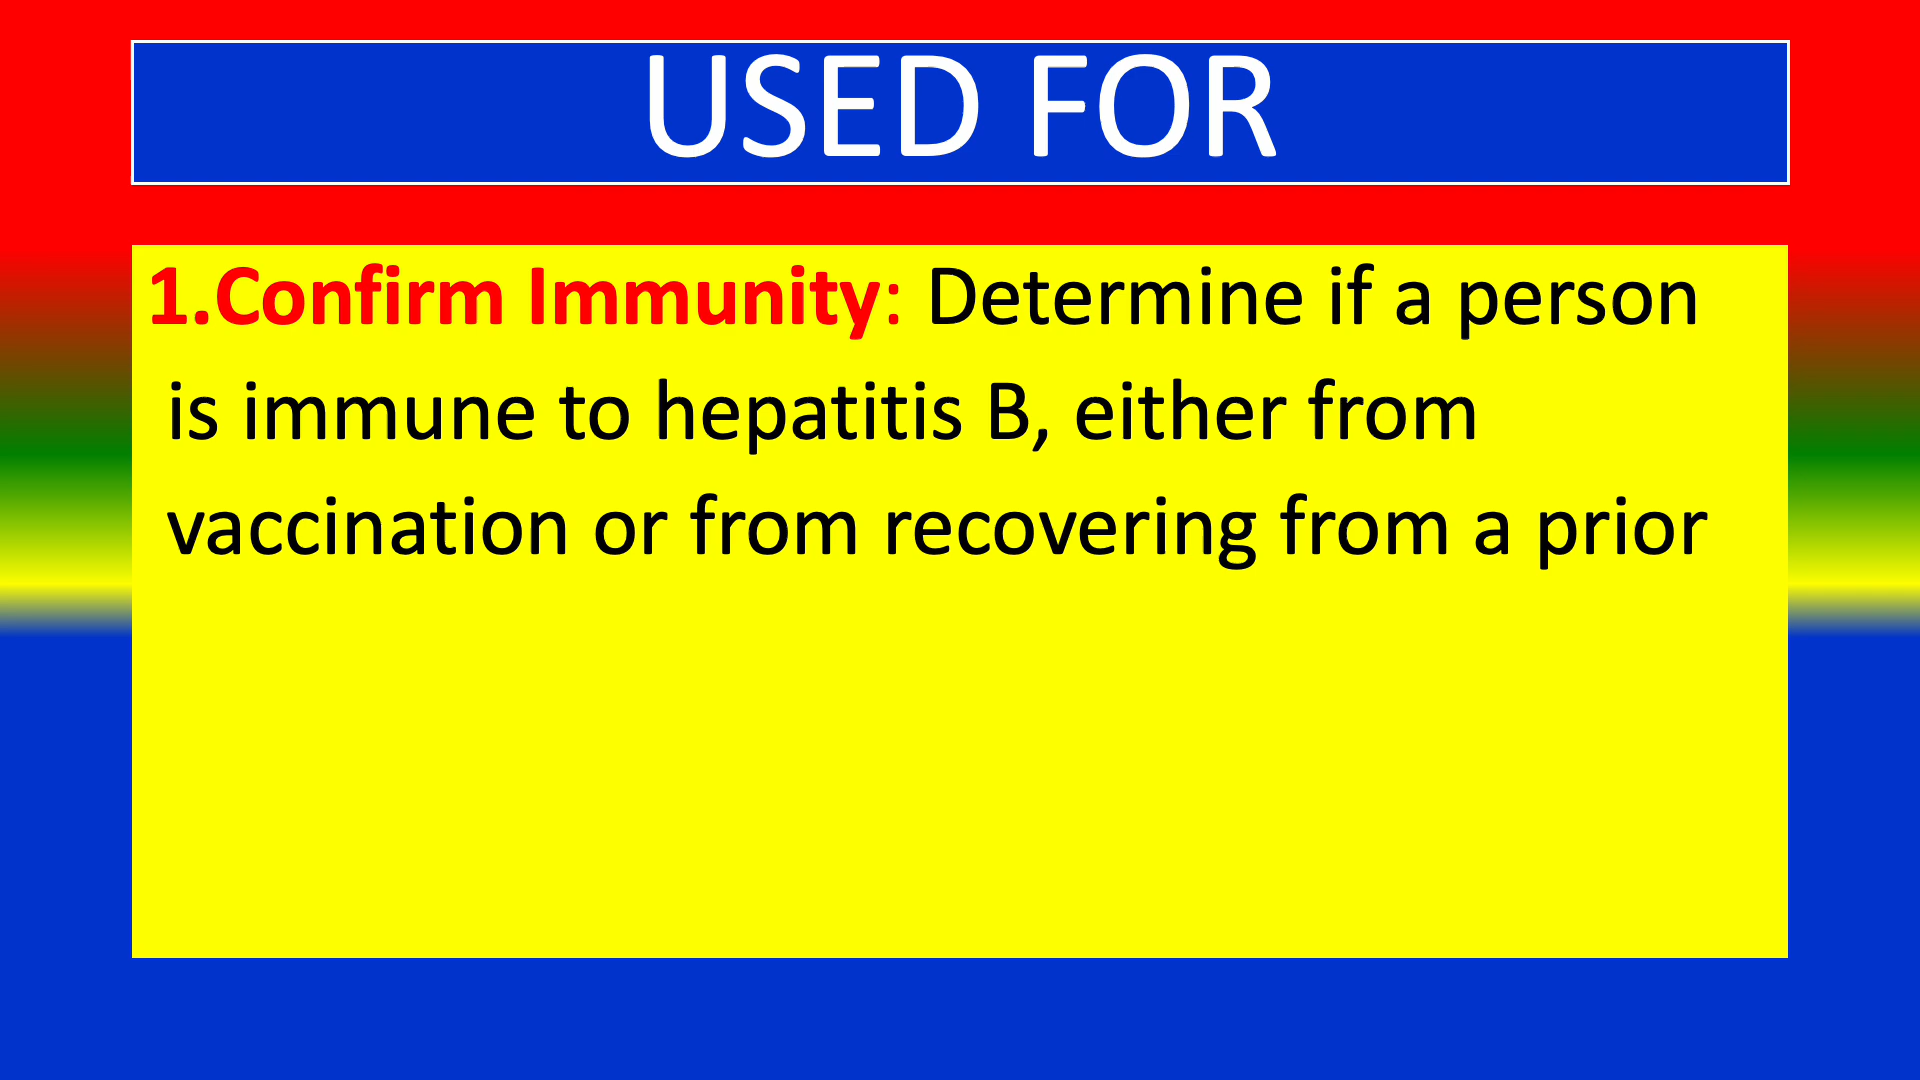 USED FOR
1.Confirm Immunity: Determine if a person
is immune to hepatitis B, either from
vaccination or from recovering from a prior